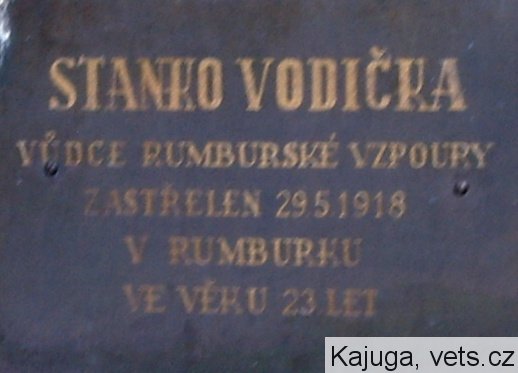 STANKO VODIČKA
VŮDCE RUMBURSKÉ VZPOURY
ZASTŘELEN 29.5.1918
V RUMBURKU
VE VĚKU 23 LET
Kajuga, vets.cz